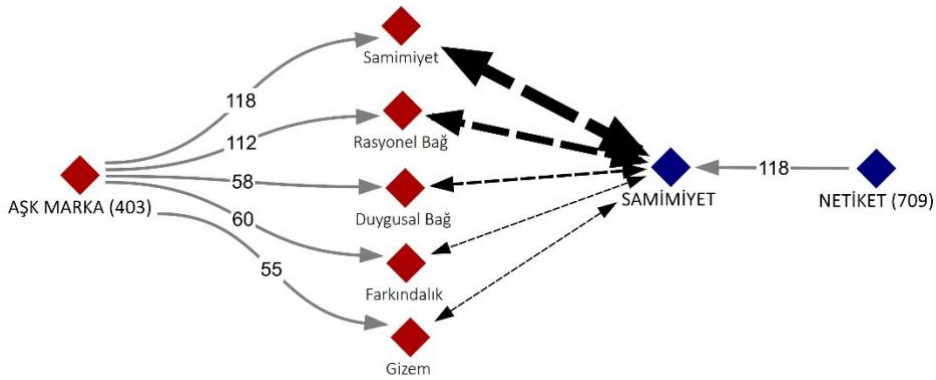 Samimiyet
118
112
Rasyonel Bağ
58
AŞK MARKA (403)
Duygusal Bağ
60
Farkındalık
55
Gizem
SAMİMİYET
118
NETİKET (709)